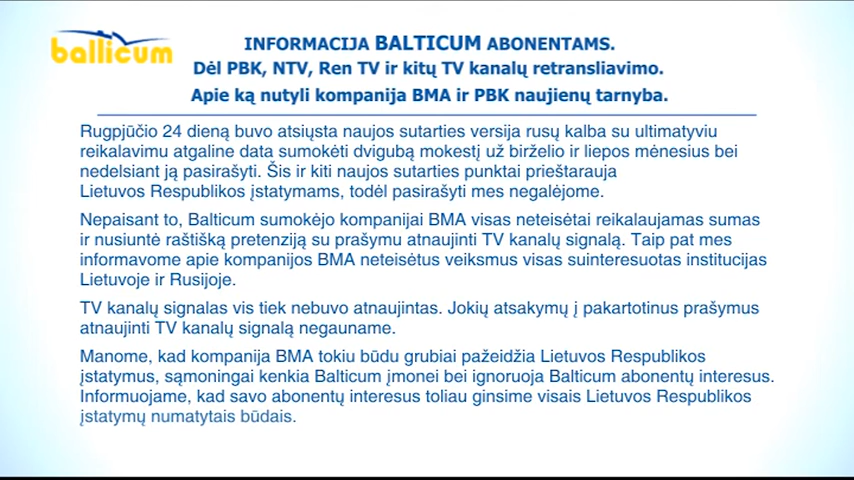 balticum
INFORMACIJA BALTICUM ABONENTAMS.
Dėl PBK, NTV, Ren TV ir kitų TV kanalų retransliavimo.
Apie ką nutyli kompanija BMA ir PBK naujienų tarnyba.
Rugpjūčio 24 dieną buvo atsiųsta naujos sutarties versija rusų kalba su ultimatyviu
reikalavimu atgaline data sumokėti dvigubą mokestį už birželio ir liepos mėnesius bei
nedelsiant ją pasirašyti. Šis ir kiti naujos sutarties punktai prieštarauja
Lietuvos Respublikos įstatymams, todėl pasirašyti mes negalėjome.
Nepaisant to, Balticum sumokėjo kompanijai BMA visas neteisėtai reikalaujamas sumas
ir nusiuntė raštišką pretenziją su prašymu atnaujinti TV kanalų signalą. Taip pat mes
informavome apie kompanijos BMA neteisėtus veiksmus visas suinteresuotas institucijas
Lietuvoje ir Rusijoje.
TV kanalų signalas vis tiek nebuvo atnaujintas. Jokių atsakymų į pakartotinus prašymus
atnaujinti TV kanalų signalą negauname.
Manome, kad kompanija BMA tokiu būdu grubiai pažeidžia Lietuvos Respublikos
įstatymus, sąmoningai kenkia Balticum įmonei bei ignoruoja Balticum abonentų interesus.
Informuojame, kad savo abonentų interesus toliau ginsime visais Lietuvos Respublikos
įstatymų numatytais būdais.